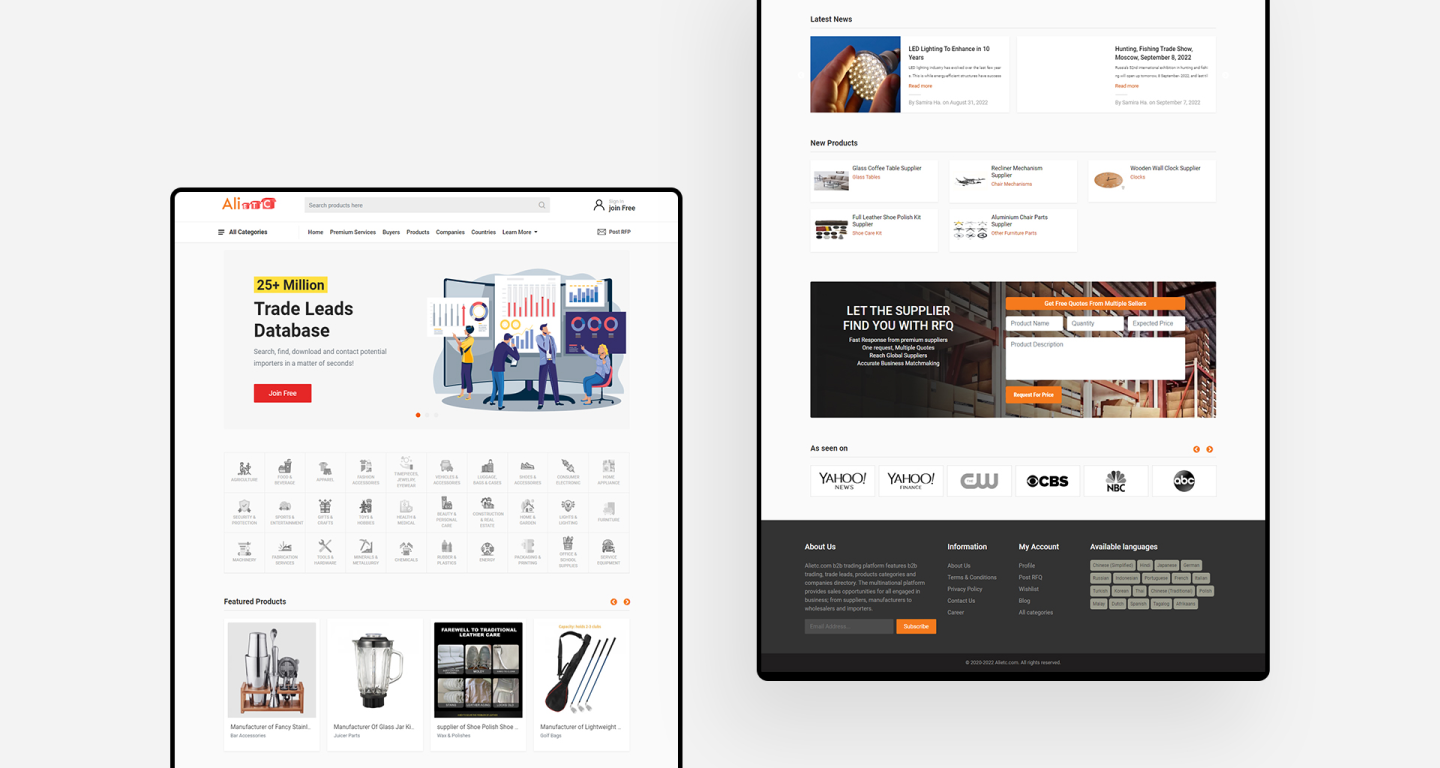 Alietc
Search products here
Sign in
join Free
All Categories
Home Premium Services Buyers Products Companies Countries Learn More
Post RFP
25+ Million
Trade Leads
Database
Search, find, download and contact potential
importers in a matter of seconds!
Join Free
AGRICULTURE
FOOD &
BEVERAGE
APPAREL
FASHION
ACCESSORIES
TIMEPIECES,
JEWELRY,
EYEWEAR
VEHICLES &
ACCESSORIES
LUGGAGE,
BAGS & CASES
SHOES &
ACCESSORIES
CONSUMER
ELECTRONIC
HOME
APPLIANCE
SECURITY &
PROTECTION
SPORTS &
ENTERTAINMENT
GIFTS &
CRAFTS
TOYS &
HOBBIES
HEALTH &
MEDICAL
BEAUTY &
PERSONAL
CARE
CONSTRUCTION
& REAL
ESTATE
HOME &
GARDEN
LIGHTS &
LIGHTING
FURNITURE
MACHINERY
FABRICATION
SERVICES
TOOLS &
HARDWARE
MINERALS &
METALLURGY
CHEMICALS
RUBBER &
PLASTICS
ENERGY
PACKAGING &
PRINTING
OFFICE &
SCHOOL
SUPPLIES
SERVICE
EQUIPMENT
Featured Products
FAREWELL TO TRADITIONAL
LEATHER CARE
Manufacturer of Fancy Stainl..
Bar Accessories
Manufacturer Of Glass Jar Ki..
Juicer Parts
supplier of Shoe Polish Shoe ..
Wax & Polishes
Manufacturer of Lightweight ..
Golf Bags
Latest News
LED Lighting To Enhance in 10
Years
LED lighting industry has evolved over the last few year
s. This is while energy-efficient structures have success
Read more
By Samira Ha. on August 31, 2022
Hunting, Fishing Trade Show,
Moscow, September 8, 2022
Russia's 52nd international exhibition in hunting and fishi
ng will open up tomorrow, 8 September, 2022, and last ti
Read more
By Samira Ha. on September 7, 2022
New Products
Glass Coffee Table Supplier
Glass Tables
Recliner Mechanism
Supplier
Chair Mechanisms
Wooden Wall Clock Supplier
Clocks
Full Leather Shoe Polish Kit
Supplier
Shoe Care Kit
Aluminium Chair Parts
Supplier
Other Furniture Parts
LET THE SUPPLIER
FIND YOU WITH RFQ
Fast Response from premium suppliers
One request, Multiple Quotes
Reach Global Suppliers
Accurate Business Matchmaking
Get Free Quotes From Multiple Sellers
Product Name
Quantity
Expected Price
Product Description
Request For Price
As seen on
YAHOO!
NEWS
YAHOO!
FINANCE
CW
CBS
NBC
abc
About Us
Alietc.com b2b trading platform features b2b
trading, trade leads, products categories and
companies directory. The multinational platform
provides sales opportunities for all engaged in
business; from suppliers, manufacturers to
wholesalers and importers.
Email Address...
Subscribe
Information
About Us
Terms & Conditions
Privacy Policy
Contact Us
Career
My Account
Profile
Post RFQ
Wishlist
Blog
All categories
Available languages
Chinese (Simplified) Hindi Japanese German
Russian Indonesian Portuguese French Italian
Turkish Korean Thai Chinese (Traditional) Polish
Malay Dutch Spanish Tagalog Afrikaans
© 2020-2022 Alietc.com. All rights reserved.